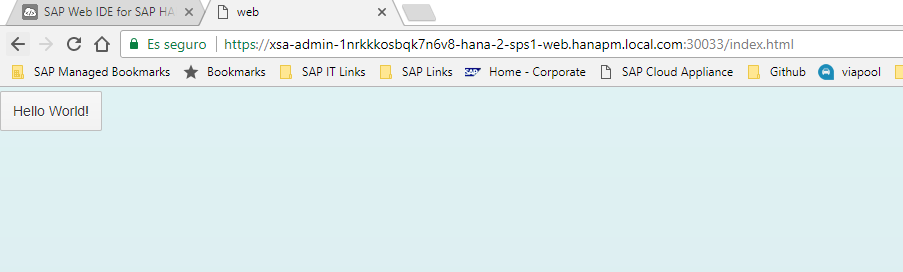 SAP Web IDE for SAP HA
web
Es seguro https://xsa-admin-1nrkkkosbqk7n6v8-hana-2-sps1-web.hanapm.local.com:30033/index.html
SAP Managed Bookmarks Bookmarks SAP IT Links SAP Links SAP Home - Corporate SAP Cloud Appliance Github viapool
Hello World!